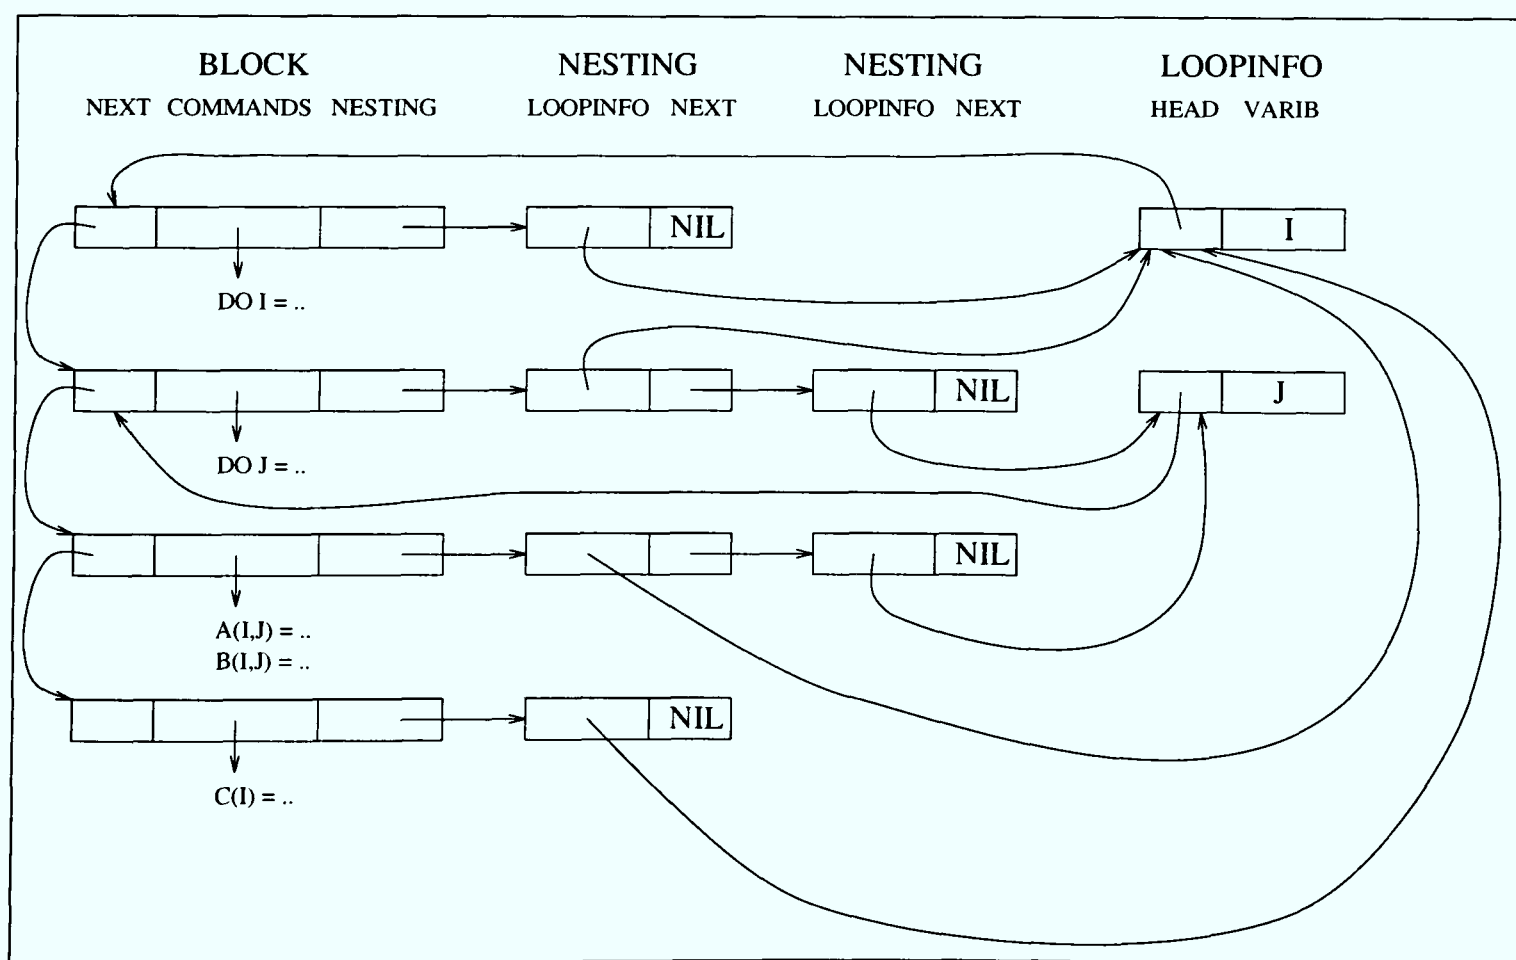 BLOCK NESTING NESTING LOOPINFO
NEXT COMMANDS NESTING LOOPINFO NEXT LOOPINFO NEXT HEAD VARIB
NIL I
DO I = ..
NIL J
DO J = ..
NIL
A(I,J) = ..
B(I,J) = ..
NIL
C(I) = ..